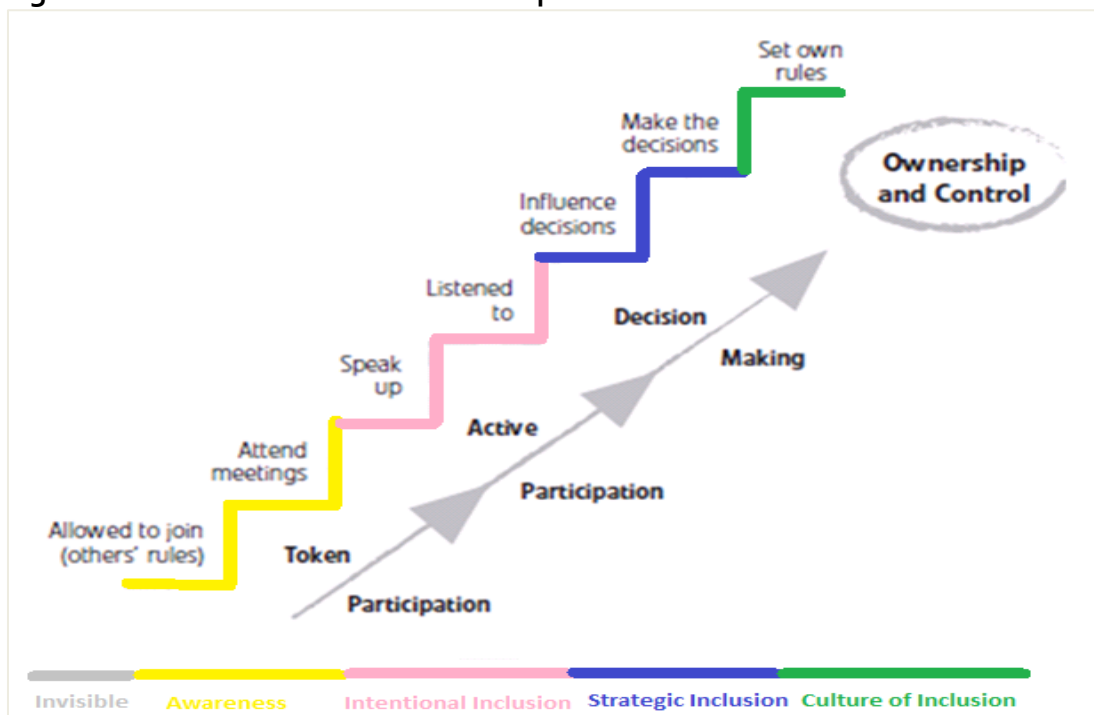 Set own
rules
Make the
decisions
Ownership
and Control
Influence
decisions
Listened
to
Decision
Making
Speak
up
Active
Participation
Attend
meetings
Allowed to join
(others' rules)
Token
Participation
Invisible Awareness Intentional Inclusion Strategic Inclusion Culture of Inclusion